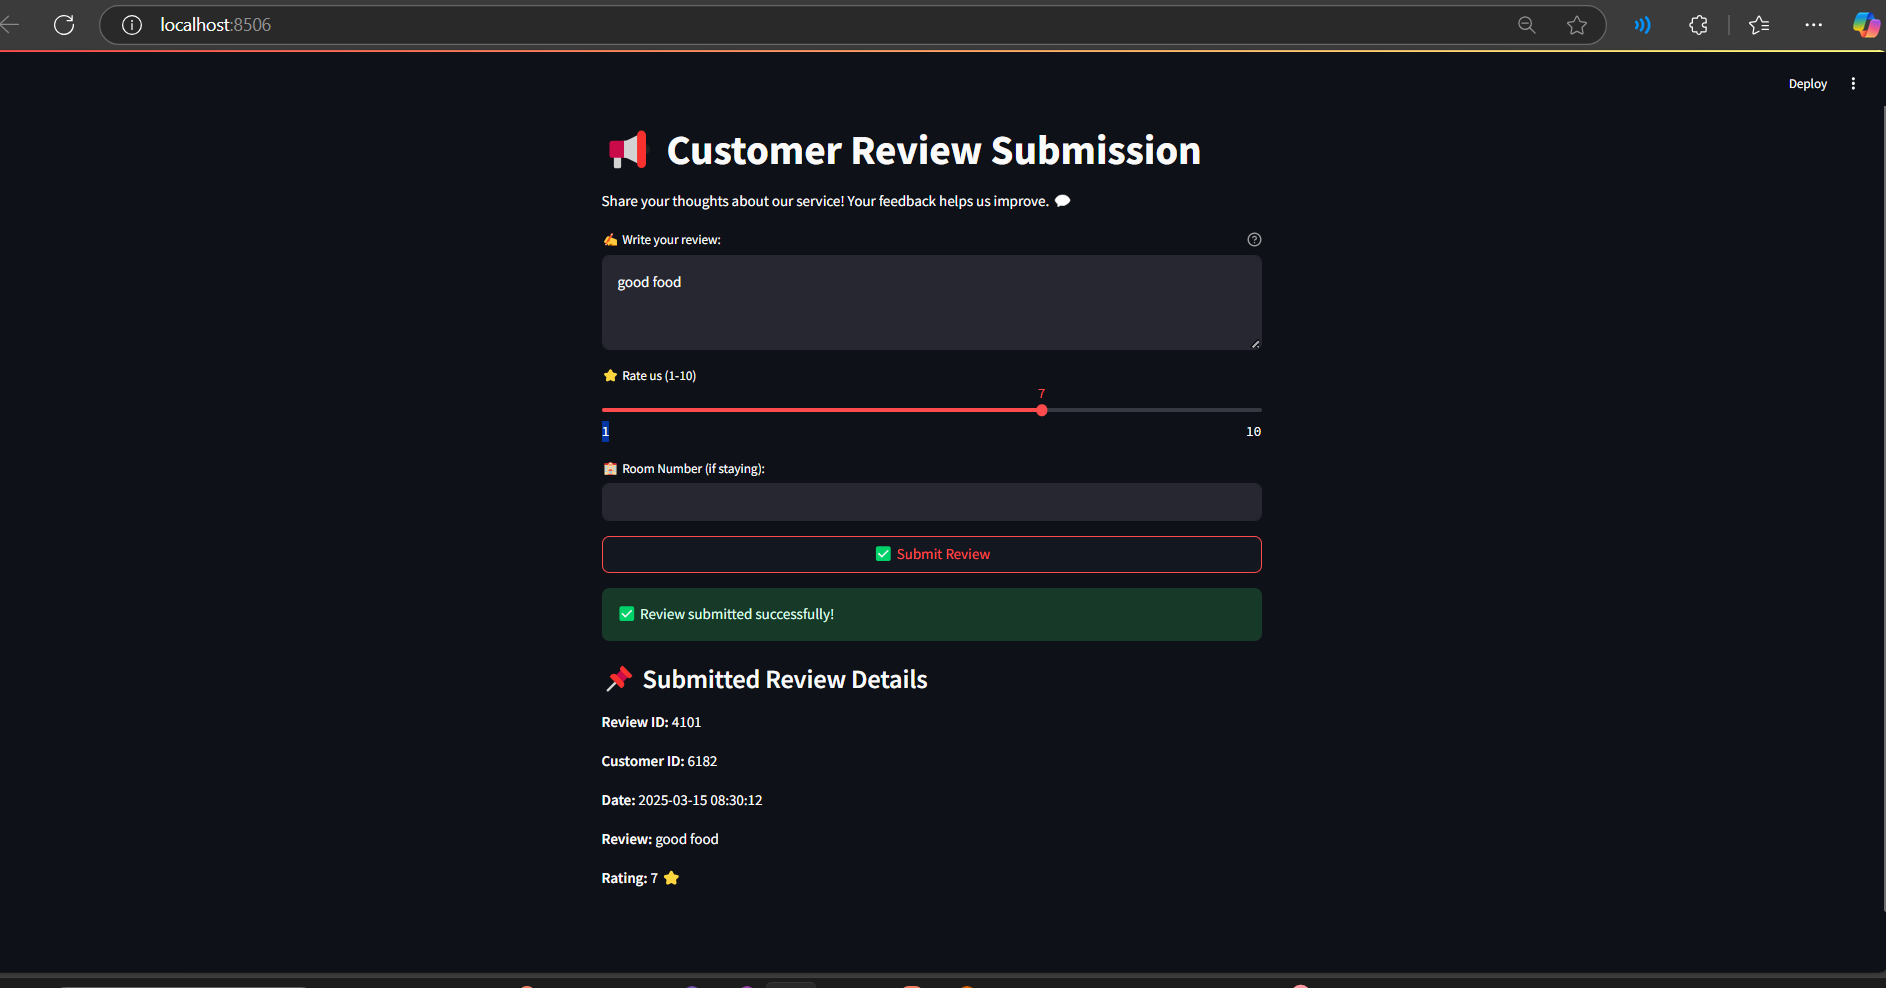 localhost:8506
Deploy
Customer Review Submission
Share your thoughts about our service! Your feedback helps us improve.
Write your review:
good food
Rate us (1-10)
7
1 10
Room Number (if staying):
Submit Review
Review submitted successfully!
Submitted Review Details
Review ID: 4101
Customer ID: 6182
Date: 2025-03-15 08:30:12
Review: good food
Rating: 7